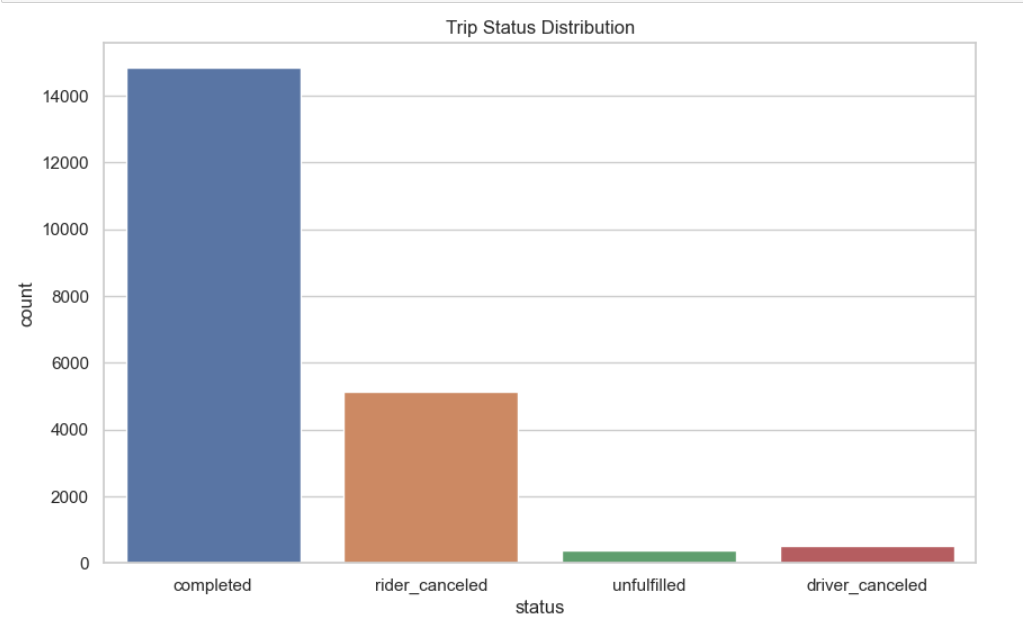 Trip Status Distribution
14000
12000
10000
8000
6000
4000
2000
0
count
completed rider_canceled unfulfilled driver_canceled
status